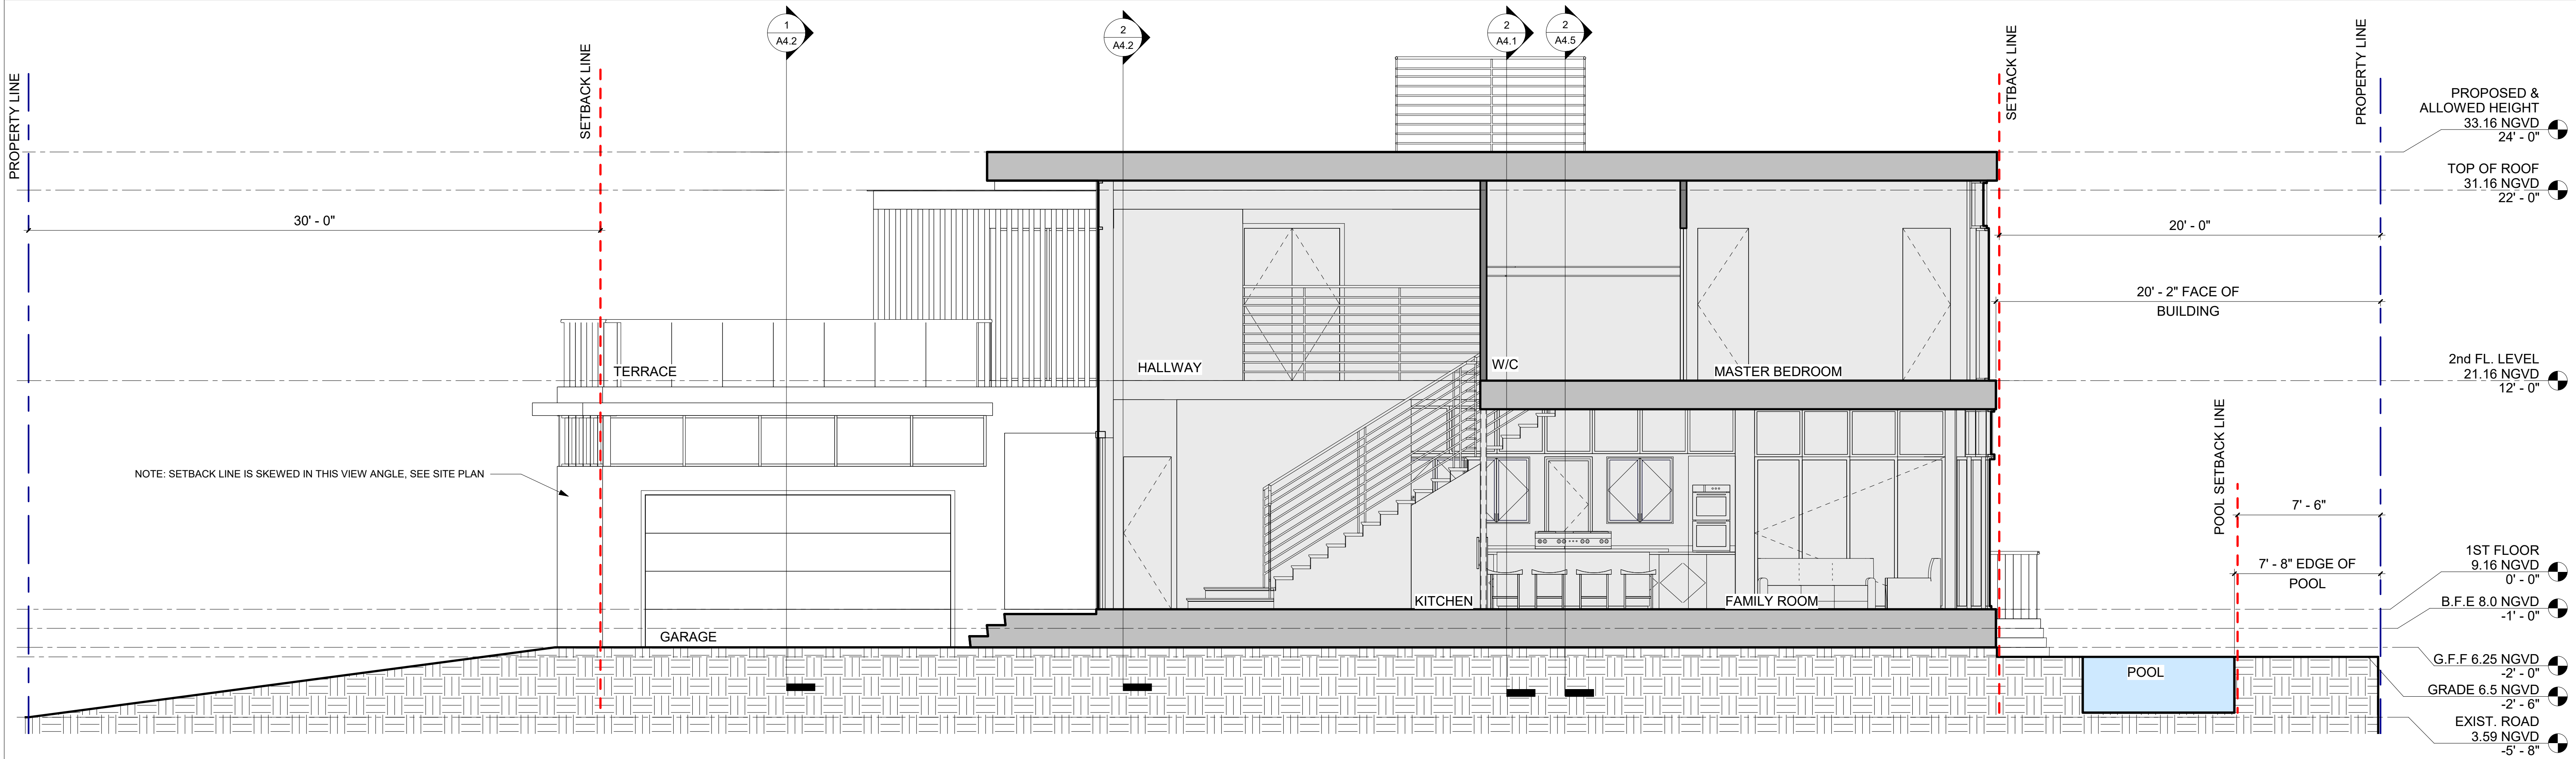 1
A4.2
2
A4.2
2
A4.1
2
A4.5
PROPERTY LINE
SETBACK LINE
SETBACK LINE
PROPERTY LINE
PROPOSED &
ALLOWED HEIGHT
33.16 NGVD
24' - 0"
TOP OF ROOF
31.16 NGVD
22' - 0"
30' - 0"
20' - 0"
20' - 2" FACE OF
BUILDING
TERRACE
HALLWAY
W/C
MASTER BEDROOM
2nd FL. LEVEL
21.16 NGVD
12' - 0"
POOL SETBACK LINE
NOTE: SETBACK LINE IS SKEWED IN THIS VIEW ANGLE, SEE SITE PLAN
7' - 6"
7' - 8" EDGE OF
POOL
1ST FLOOR
9.16 NGVD
0' - 0"
KITCHEN
FAMILY ROOM
B.F.E 8.0 NGVD
-1' - 0"
GARAGE
G.F.F 6.25 NGVD
-2' - 0"
POOL
GRADE 6.5 NGVD
-2' - 6"
EXIST. ROAD
3.59 NGVD
-5' - 8"